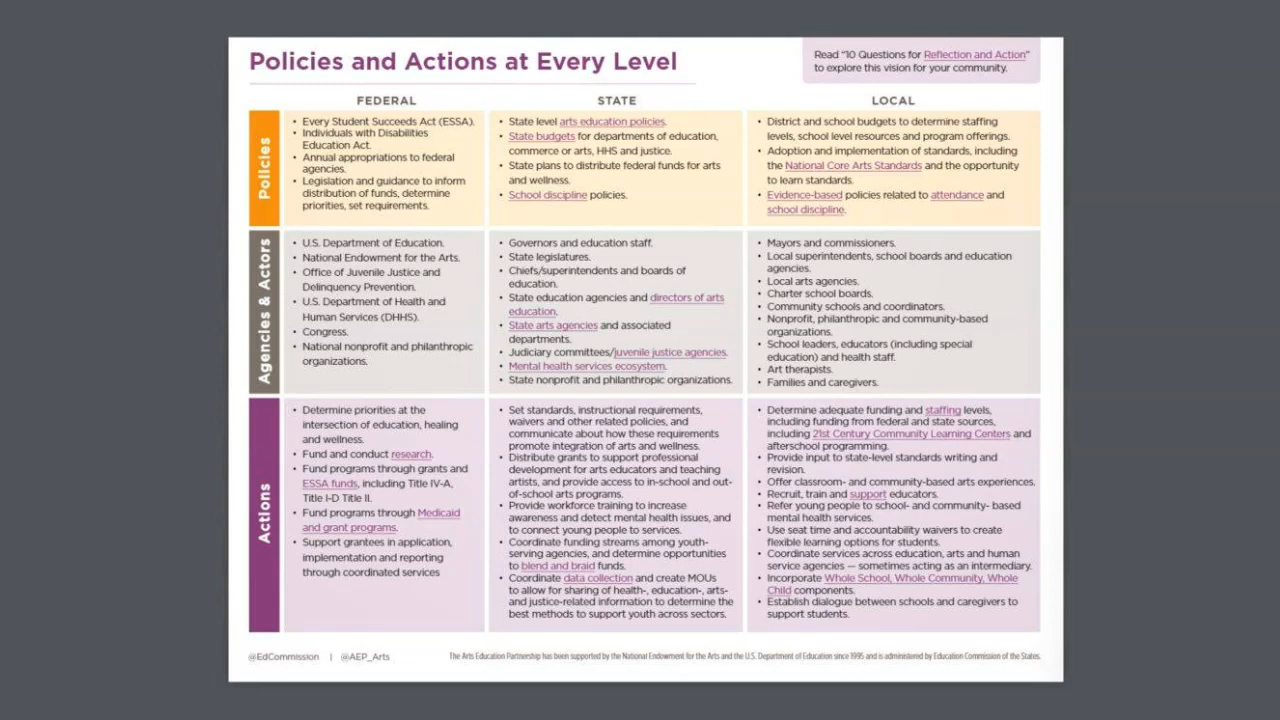 Policies and Actions at Every Level
Read "10 Questions for Reflection and Action"
to explore this vision for your community.
FEDERAL
STATE
LOCAL
Policies
• Every Student Succeeds Act (ESSA).
• Individuals with Disabilities
Education Act.
• Annual appropriations to federal
agencies.
• Legislation and guidance to inform
distribution of funds, determine
priorities, set requirements.
• State level arts education policies.
• State budgets for departments of education,
commerce or arts, HHS and justice.
• State plans to distribute federal funds for arts
and wellness.
• School discipline policies.
• District and school budgets to determine staffing
levels, school level resources and program offerings.
• Adoption and implementation of standards, including
the National Core Arts Standards and the opportunity
to learn standards.
• Evidence-based policies related to attendance and
school discipline.
Agencies & Actors
• U.S. Department of Education.
• National Endowment for the Arts.
• Office of Juvenile Justice and
Delinquency Prevention.
• U.S. Department of Health and
Human Services (DHHS).
• Congress.
• National nonprofit and philanthropic
organizations.
• Governors and education staff.
• State legislatures.
• Chiefs/superintendents and boards of
education.
• State education agencies and directors of arts
education.
• State arts agencies and associated
departments.
• Judiciary committees/juvenile justice agencies.
• Mental health services ecosystem.
• State nonprofit and philanthropic organizations.
• Mayors and commissioners.
• Local superintendents, school boards and education
agencies.
• Local arts agencies.
• Charter school boards.
• Community schools and coordinators.
• Nonprofit, philanthropic and community-based
organizations.
• School leaders, educators (including special
education) and health staff.
• Art therapists.
• Families and caregivers.
Actions
• Determine priorities at the
intersection of education, healing
and wellness.
• Fund and conduct research.
• Fund programs through grants and
ESSA funds, including Title IV-A,
Title I-D Title II.
• Fund programs through Medicaid
and grant programs.
• Support grantees in application,
implementation and reporting
through coordinated services
• Set standards, instructional requirements,
waivers and other related policies, and
communicate about how these requirements
promote integration of arts and wellness.
• Distribute grants to support professional
development for arts educators and teaching
artists, and provide access to in-school and out-
of-school arts programs.
• Provide workforce training to increase
awareness and detect mental health issues, and
to connect young people to services.
• Coordinate funding streams among youth-
serving agencies, and determine opportunities
to blend and braid funds.
• Coordinate data collection and create MOUs
to allow for sharing of health-, education-, arts-
and justice-related information to determine the
best methods to support youth across sectors.
• Determine adequate funding and staffing levels,
including funding from federal and state sources,
including 21st Century Community Learning Centers and
afterschool programming.
• Provide input to state-level standards writing and
revision.
• Offer classroom- and community-based arts experiences.
• Recruit, train and support educators.
• Refer young people to school- and community- based
mental health services.
• Use seat time and accountability waivers to create
flexible learning options for students.
• Coordinate services across education, arts and human
service agencies — sometimes acting as an intermediary.
• Incorporate Whole School, Whole Community, Whole
Child components.
• Establish dialogue between schools and caregivers to
support students.
@EdCommission | @AEP_Arts
The Arts Education Partnership has been supported by the National Endowment for the Arts and the U.S. Department of Education since 1995 and is administered by Education Commission of the States.